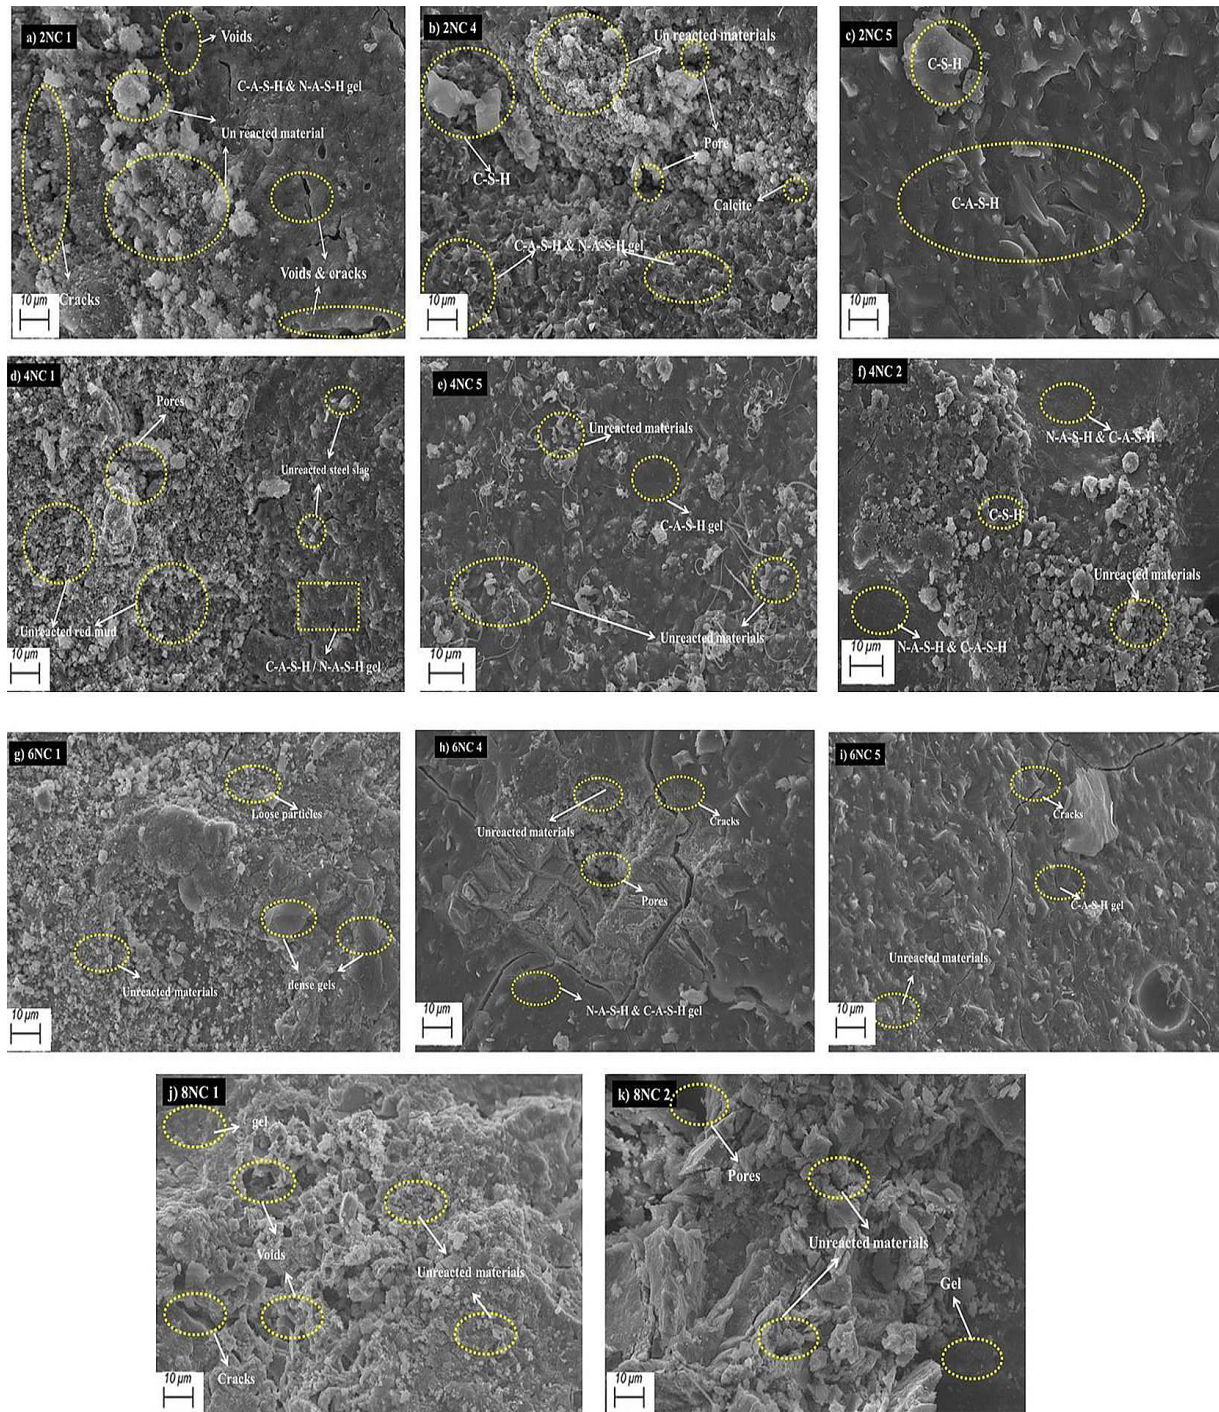 a) 2NC 1
Voids
C-A-S-H & N-A-S-H gel
Un reacted material
Voids & cracks
Cracks
10 µm
b) 2NC 4
Un reacted materials
Pore
C-S-H
Calcite
C-A-S-H & N-A-S-H gel
10 µm
c) 2NC 5
C-S-H
C-A-S-H
10 µm
d) 4NC 1
Pores
Unreacted steel slag
Unreacted red mud
C-A-S-H / N-A-S-H gel
10 µm
e) 4NC 5
Unreacted materials
C-A-S-H gel
Unreacted materials
10 µm
f) 4NC 2
N-A-S-H & C-A-S-H
C-S-H
Unreacted materials
N-A-S-H & C-A-S-H
10 µm
g) 6NC 1
Loose particles
Unreacted materials
dense gels
10 µm
h) 6NC 4
Unreacted materials
Cracks
Pores
N-A-S-H & C-A-S-H gel
10 µm
i) 6NC 5
Cracks
C-A-S-H gel
Unreacted materials
10 µm
j) 8NC 1
gel
Voids
Unreacted materials
Cracks
10 µm
k) 8NC 2
Pores
Unreacted materials
Gel
10 µm